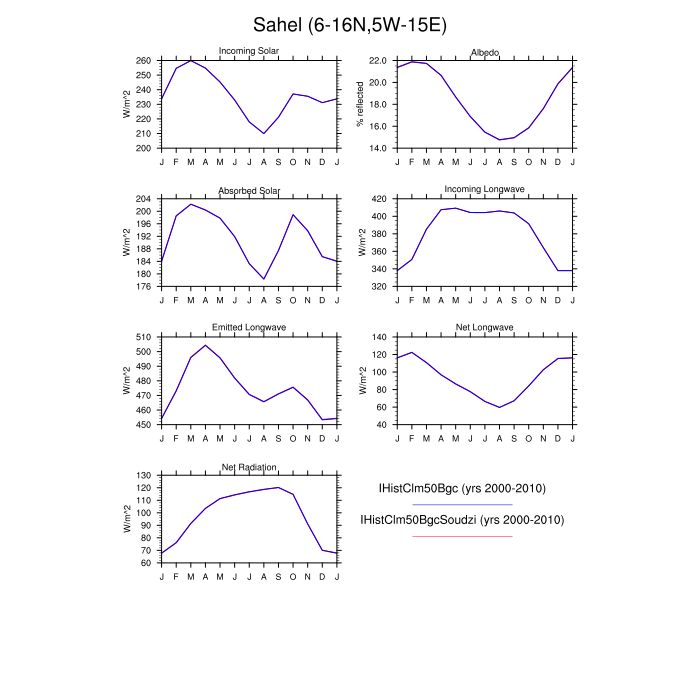 Sahel (6-16N,5W-15E)
Incoming Solar
W/m^2
260
250
240
230
220
210
200
J F M A M J J A S O N D J
Albedo
% reflected
22.0
20.0
18.0
16.0
14.0
J F M A M J J A S O N D J
Absorbed Solar
W/m^2
204
200
196
192
188
184
180
176
J F M A M J J A S O N D J
Incoming Longwave
W/m^2
420
400
380
360
340
320
J F M A M J J A S O N D J
Emitted Longwave
W/m^2
510
500
490
480
470
460
450
J F M A M J J A S O N D J
Net Longwave
W/m^2
140
120
100
80
60
40
J F M A M J J A S O N D J
Net Radiation
W/m^2
130
120
110
100
90
80
70
60
J F M A M J J A S O N D J
IHistClm50Bgc (yrs 2000-2010)
IHistClm50BgcSoudzi (yrs 2000-2010)